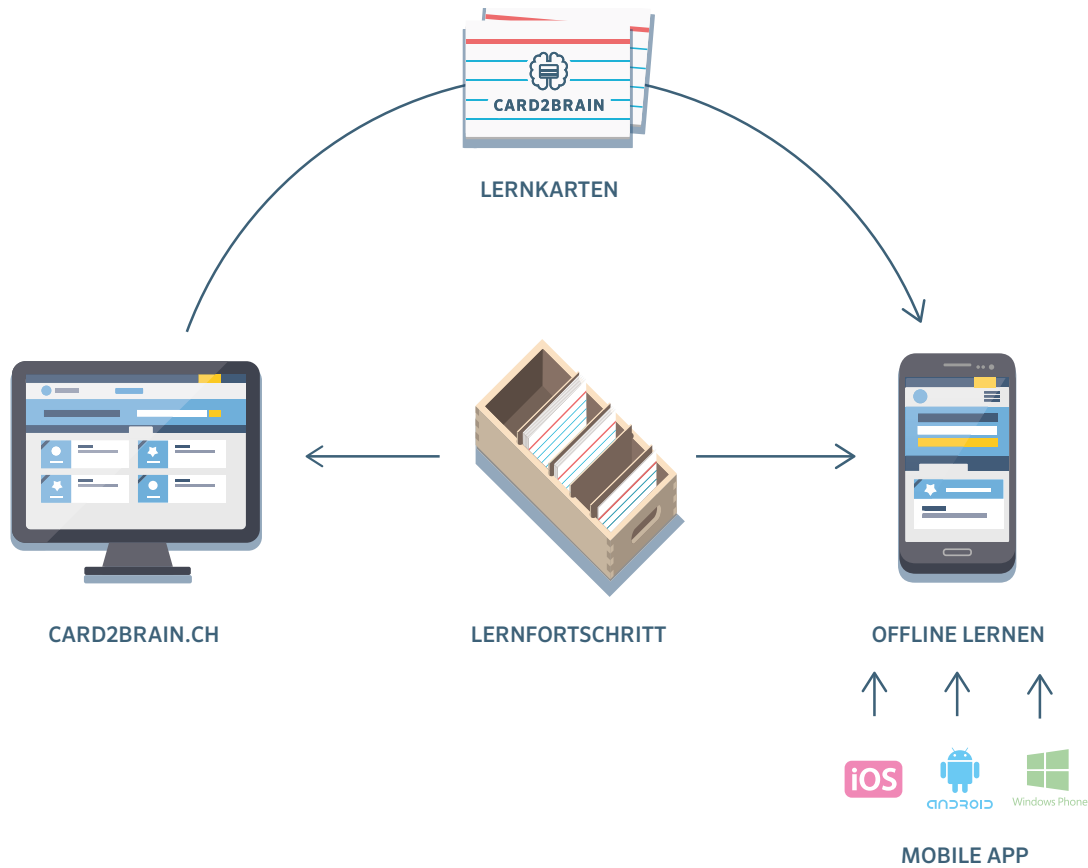 CARD2BRAIN
LERNKARTEN
CARD2BRAIN.CH
LERNFORTSCHRITT
OFFLINE LERNEN
iOS
ANDROID
Windows Phone
MOBILE APP